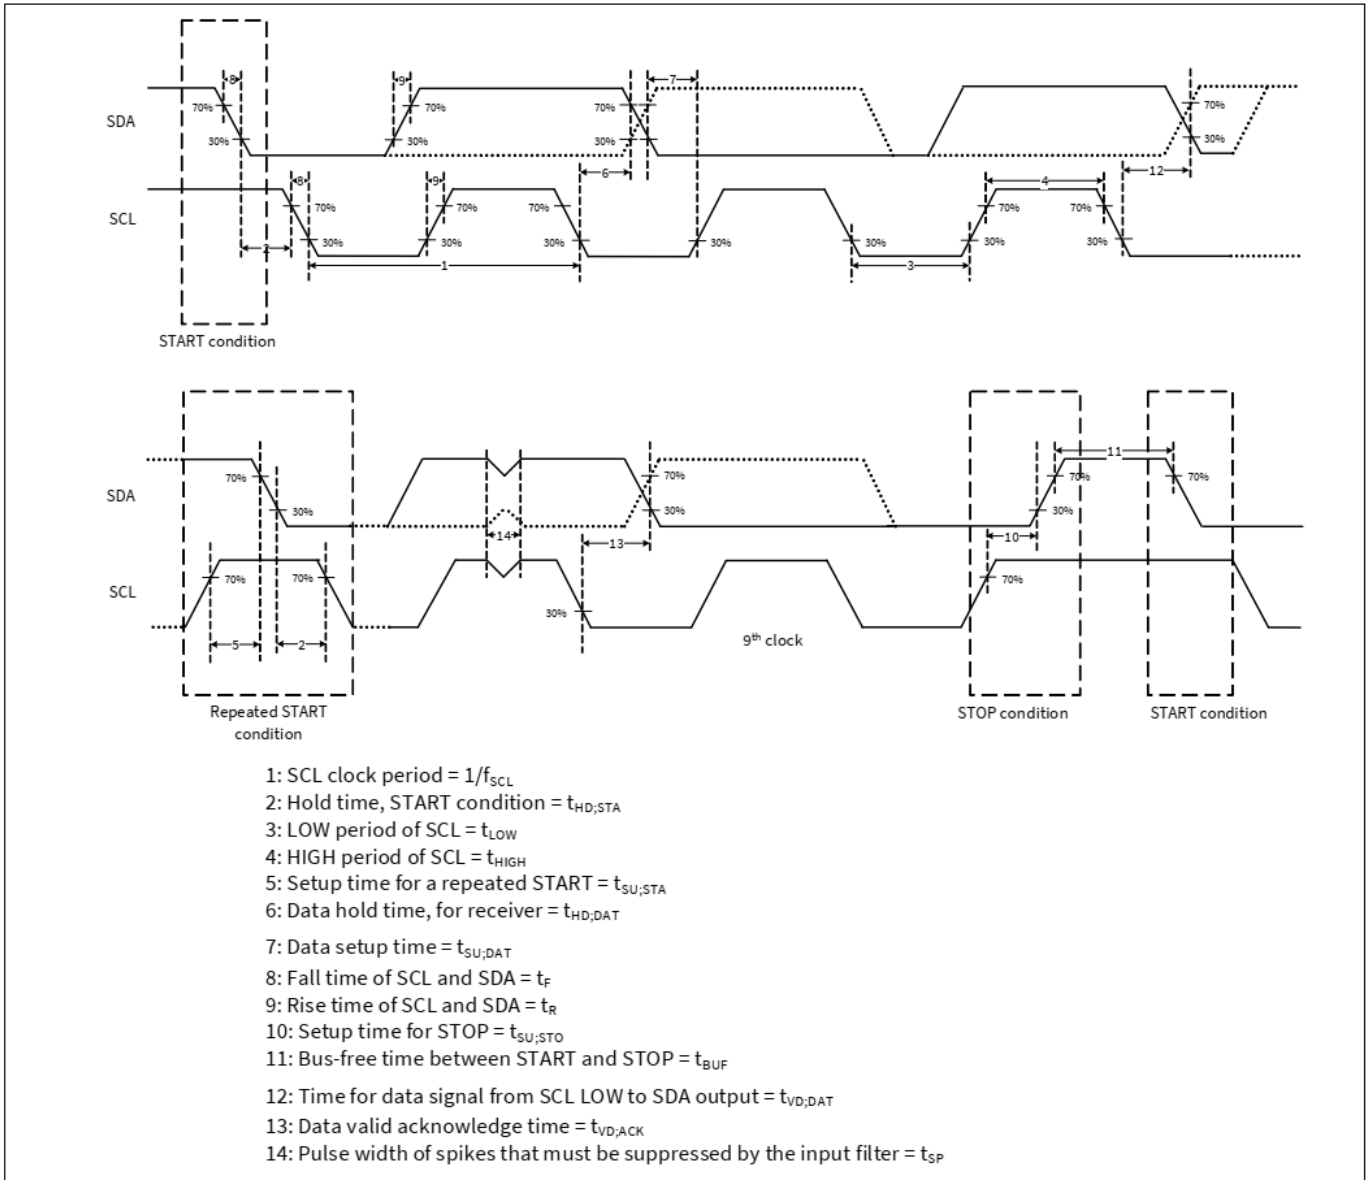 8 9 7
70% 70% 70% 70%
SDA
30% 30% 30% 30%
6 4 12
8 9
SCL
70% 70% 70% 70% 70%
30% 30% 30% 30% 30% 30% 30%
2 1 3
START condition
11
70% 70% 70% 70%
SDA
30% 30% 30%
14 13 10
70% 70% 70%
SCL
30%
5 2
9th clock
Repeated START
condition
STOP condition START condition
1: SCL clock period = 1/fSCL
2: Hold time, START condition = tHD;STA
3: LOW period of SCL = tLOW
4: HIGH period of SCL = tHIGH
5: Setup time for a repeated START = tSU;STA
6: Data hold time, for receiver = tHD;DAT
7: Data setup time = tSU;DAT
8: Fall time of SCL and SDA = tF
9: Rise time of SCL and SDA = tR
10: Setup time for STOP = tSU;STO
11: Bus-free time between START and STOP = tBUF
12: Time for data signal from SCL LOW to SDA output = tVD;DAT
13: Data valid acknowledge time = tVD;ACK
14: Pulse width of spikes that must be suppressed by the input filter = tSP